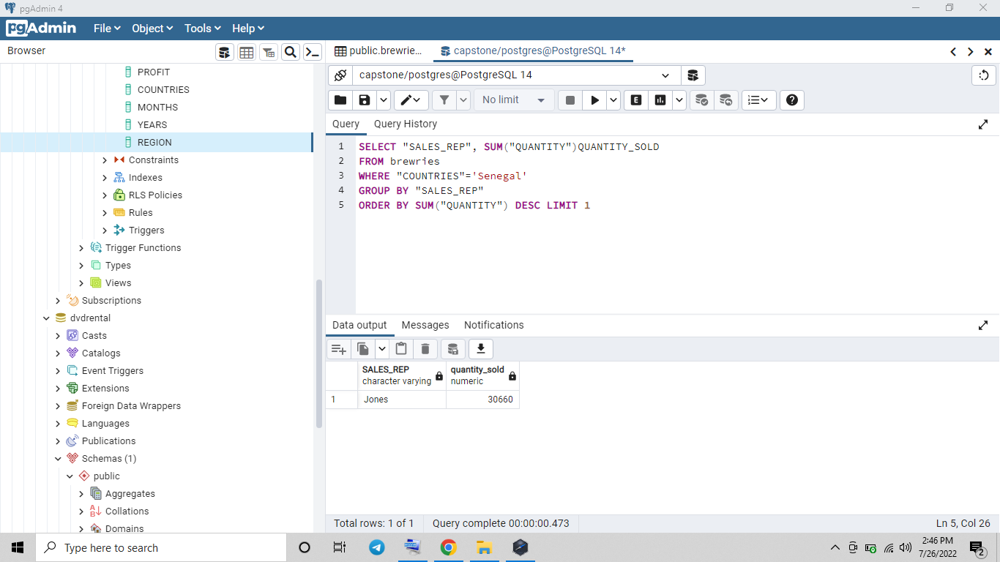 pgAdmin 4
pgAdmin
File Object Tools Help
Browser
PROFIT
COUNTRIES
MONTHS
YEARS
REGION
Constraints
Indexes
RLS Policies
Rules
Triggers
Trigger Functions
Types
Views
Subscriptions
dvdrental
Casts
Catalogs
Event Triggers
Extensions
Foreign Data Wrappers
Languages
Publications
Schemas (1)
public
Aggregates
Collations
Domains
public.brewrie... capstone/postgres@PostgreSQL 14*
capstone/postgres@PostgreSQL 14
No limit
E
Query Query History
1 SELECT "SALES_REP", SUM("QUANTITY")QUANTITY_SOLD
2 FROM brewries
3 WHERE "COUNTRIES"='Senegal'
4 GROUP BY "SALES_REP"
5 ORDER BY SUM("QUANTITY") DESC LIMIT 1
Data output Messages Notifications
SALES_REP quantity_sold
character varying numeric
1 Jones 30660
Total rows: 1 of 1 Query complete 00:00:00.473 Ln 5, Col 26
Type here to search
2:46 PM
7/26/2022
2